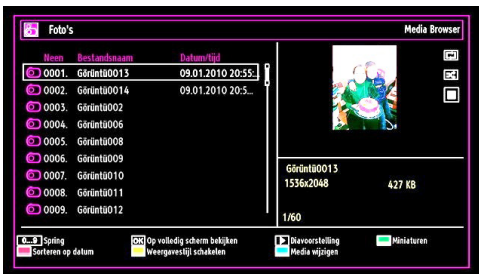 Foto's
Media Browser
Neen Bestandsnaam Datum/tijd
0001. Görüntü0013 09.01.2010 20:55:
0002. Görüntü0014 09.01.2010 20:5...
0003. Görüntü002
0004. Görüntü006
0005. Görüntü008
0006. Görüntü009
0007. Görüntü010
0008. Görüntü011
0009. Görüntü012
Görüntü0013
1536x2048 427 KB
1/60
0...9 Spring OK Op volledig scherm bekijken Diavoorstelling Miniaturen
Sorteren op datum Weergavestijl schakelen Media wijzigen